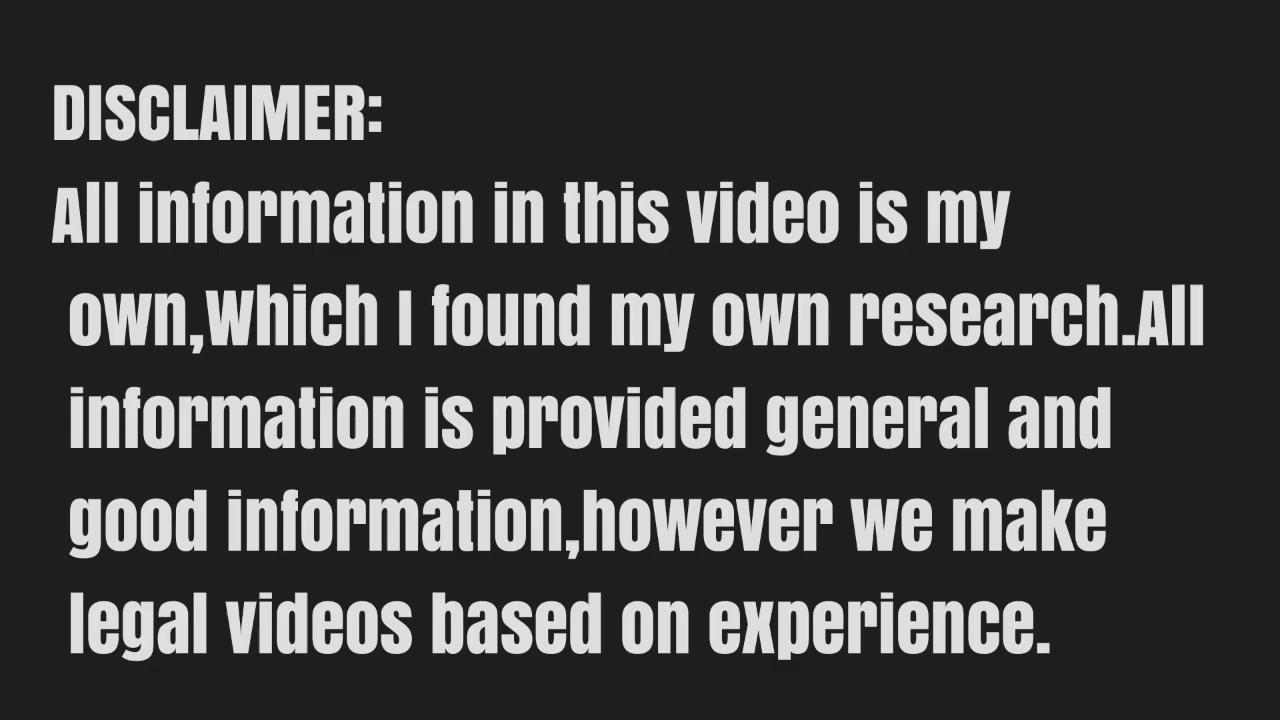 DISCLAIMER:
All information in this video is my
own,Which I found my own research.All
information is provided general and
good information,however we make
legal videos based on experience.